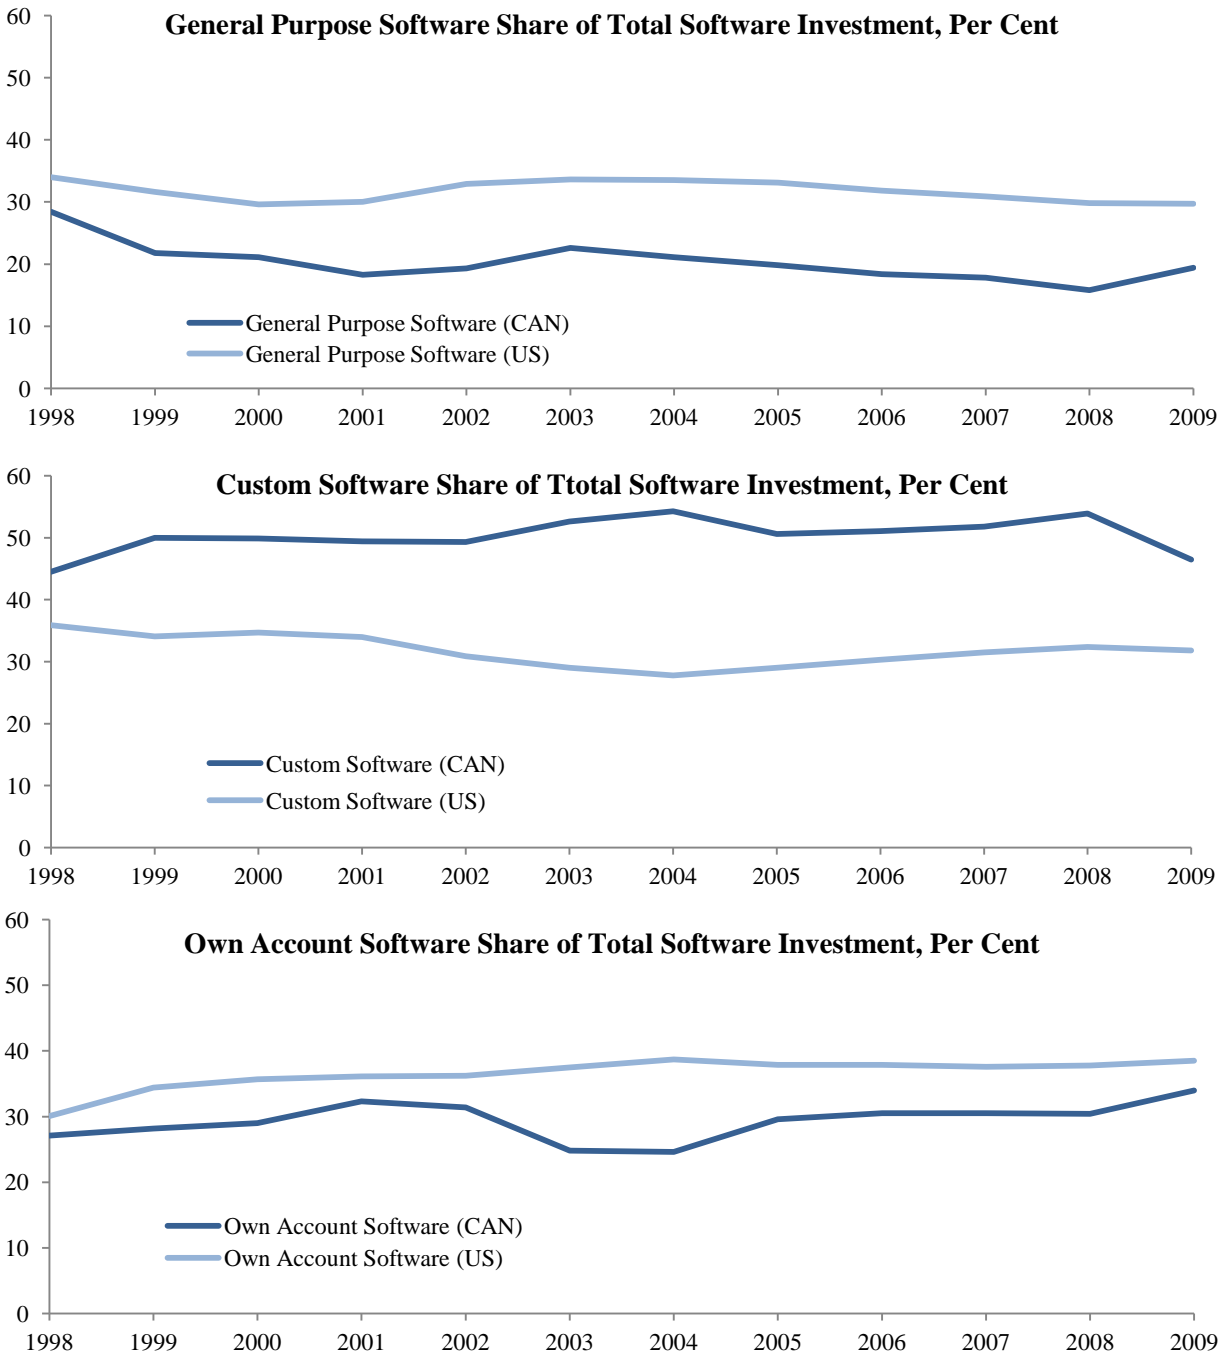 General Purpose Software Share of Total Software Investment, Per Cent
60
50
40
30
20
10
0
General Purpose Software (CAN)
General Purpose Software (US)
1998 1999 2000 2001 2002 2003 2004 2005 2006 2007 2008 2009
Custom Software Share of Ttotal Software Investment, Per Cent
60
50
40
30
20
10
0
Custom Software (CAN)
Custom Software (US)
1998 1999 2000 2001 2002 2003 2004 2005 2006 2007 2008 2009
Own Account Software Share of Total Software Investment, Per Cent
60
50
40
30
20
10
0
Own Account Software (CAN)
Own Account Software (US)
1998 1999 2000 2001 2002 2003 2004 2005 2006 2007 2008 2009